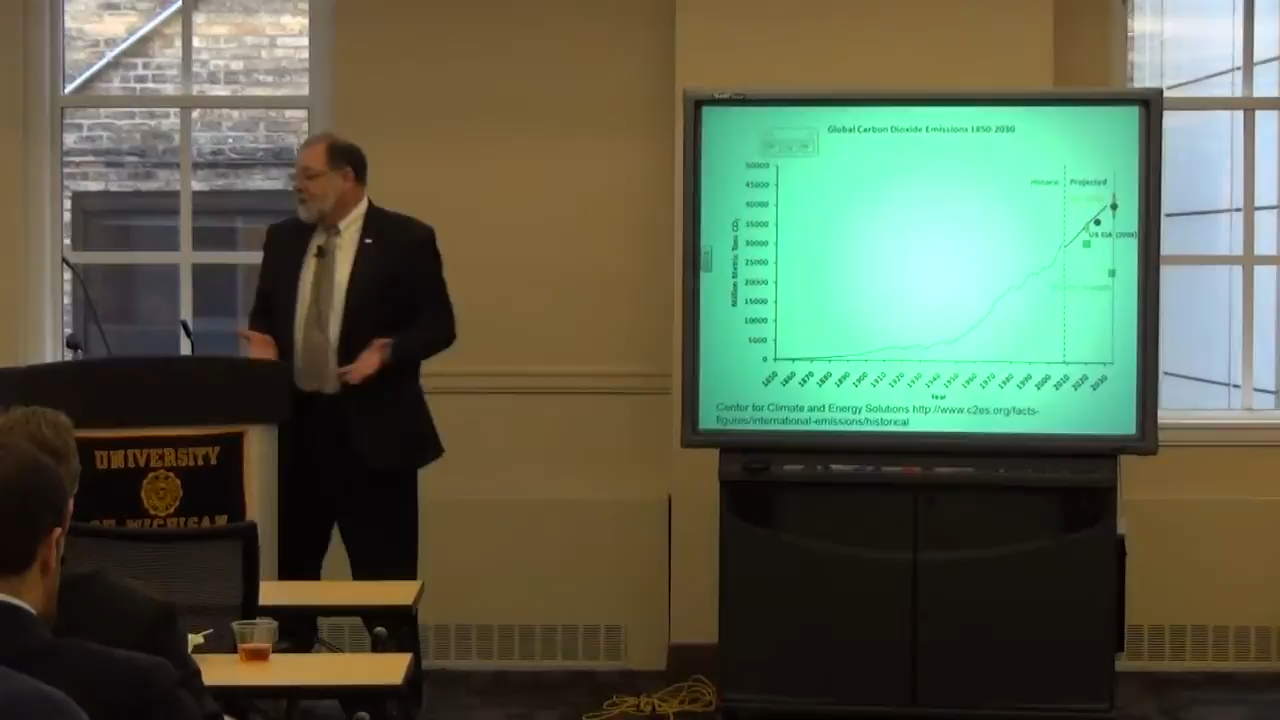 Global Carbon Dioxide Emissions 1850-2030
50000
45000
40000
35000
30000
25000
20000
15000
10000
5000
0
Million Metric Tons CO2
Historic
Projected
US EIA (2008)
1850 1860 1870 1880 1890 1900 1910 1920 1930 1940 1950 1960 1970 1980 1990 2000 2010 2020 2030
Year
Center for Climate and Energy Solutions http://www.c2es.org/facts-
figures/international-emissions/historical
UNIVERSITY
OF MICHIGAN